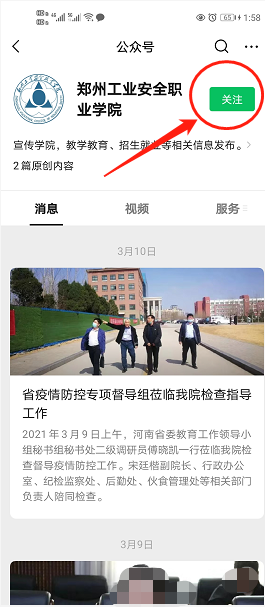 1:58
公众号
郑州工业安全职
业学院
关注
宣传学院，教学教育、招生就业等相关信息发布。
2篇原创内容
消息 视频 服务
3月10日
省疫情防控专项督导组莅临我院检查指导
工作
2021年3月9日上午，河南省委教育工作领导小
组秘书组秘书处二级调研员傅晓凯一行莅临我院检
查督导疫情防控工作。宋廷楷副院长、行政办公
室、纪检监察处、后勤处、伙食管理处等相关部门
负责人陪同检查。
3月9日